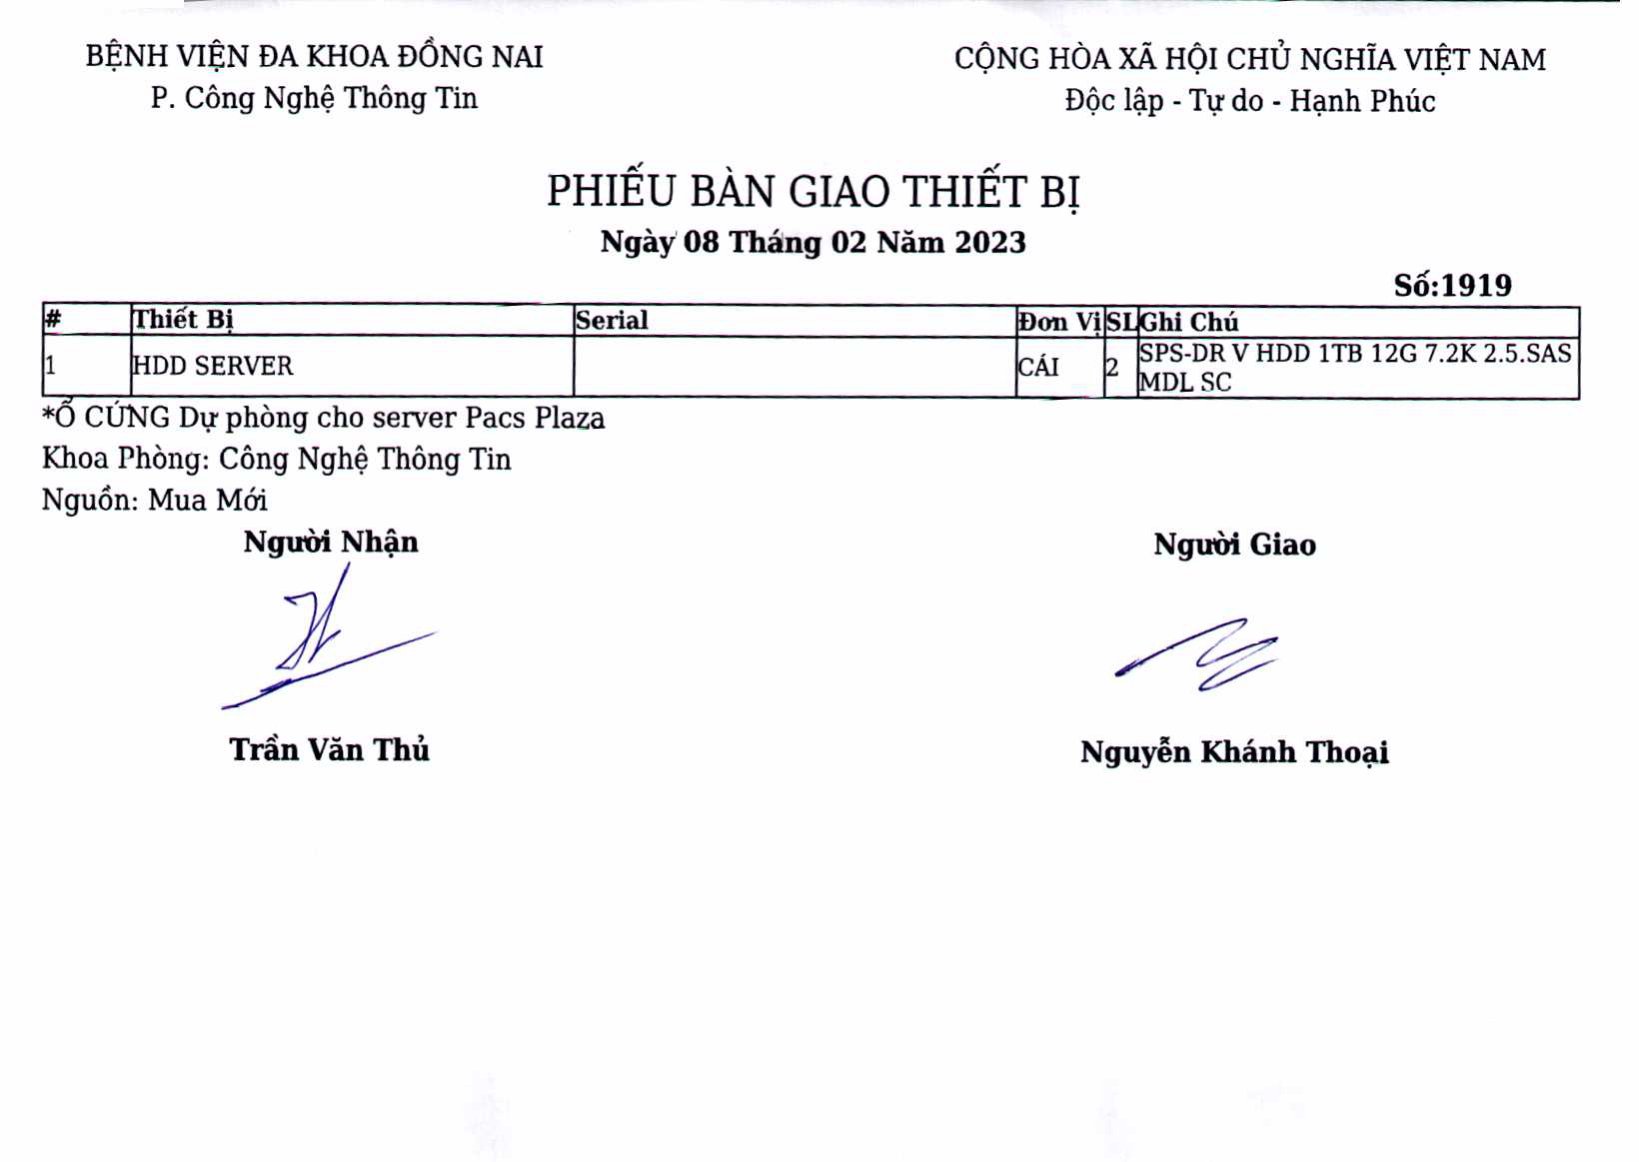 BỆNH VIỆN ĐA KHOA ĐỒNG NAI
P. Công Nghệ Thông Tin
CỘNG HÒA XÃ HỘI CHỦ NGHĨA VIỆT NAM
Độc lập - Tự do - Hạnh Phúc
PHIẾU BÀN GIAO THIẾT BỊ
Ngày 08 Tháng 02 Năm 2023
Số:1919
# Thiết Bị Serial Đơn Vị SL Ghi Chú
1 HDD SERVER CÁI 2 SPS-DR V HDD 1TB 12G 7.2K 2.5.SAS
MDL SC
*Ổ CỨNG Dự phòng cho server Pacs Plaza
Khoa Phòng: Công Nghệ Thông Tin
Nguồn: Mua Mới
Người Nhận
Người Giao
Trần Văn Thủ
Nguyễn Khánh Thoại